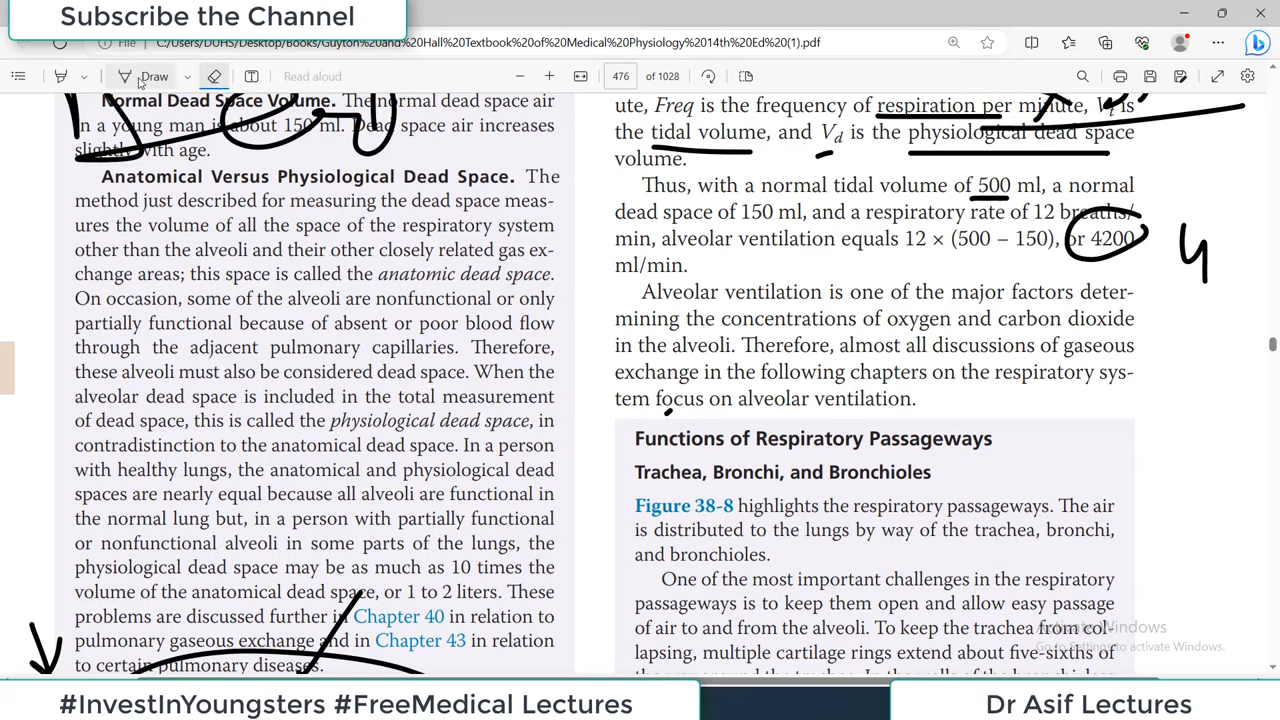 Subscribe the Channel
File C:/Users/DUHS/Desktop/Books/Guyton%20and%20Hall%20Textbook%20of%20Medical%20Physiology%2014th%20Ed%20(1).pdf
Draw
Read aloud
476 of 1028
Normal Dead Space Volume. The normal dead space air
in a young man is about 150 ml. Dead space air increases
slightly with age.
Anatomical Versus Physiological Dead Space. The
method just described for measuring the dead space meas-
ures the volume of all the space of the respiratory system
other than the alveoli and their other closely related gas ex-
change areas; this space is called the anatomic dead space.
On occasion, some of the alveoli are nonfunctional or only
partially functional because of absent or poor blood flow
through the adjacent pulmonary capillaries. Therefore,
these alveoli must also be considered dead space. When the
alveolar dead space is included in the total measurement
of dead space, this is called the physiological dead space, in
contradistinction to the anatomical dead space. In a person
with healthy lungs, the anatomical and physiological dead
spaces are nearly equal because all alveoli are functional in
the normal lung but, in a person with partially functional
or nonfunctional alveoli in some parts of the lungs, the
physiological dead space may be as much as 10 times the
volume of the anatomical dead space, or 1 to 2 liters. These
problems are discussed further in Chapter 40 in relation to
pulmonary gaseous exchange and in Chapter 43 in relation
to certain pulmonary diseases.
ute, Freq is the frequency of respiration per minute, Vt is
the tidal volume, and Vd is the physiological dead space
volume.
Thus, with a normal tidal volume of 500 ml, a normal
dead space of 150 ml, and a respiratory rate of 12 breaths/
min, alveolar ventilation equals 12 × (500 – 150), or 4200
ml/min.
4
Alveolar ventilation is one of the major factors deter-
mining the concentrations of oxygen and carbon dioxide
in the alveoli. Therefore, almost all discussions of gaseous
exchange in the following chapters on the respiratory sys-
tem focus on alveolar ventilation.
Functions of Respiratory Passageways
Trachea, Bronchi, and Bronchioles
Figure 38-8 highlights the respiratory passageways. The air
is distributed to the lungs by way of the trachea, bronchi,
and bronchioles.
One of the most important challenges in the respiratory
passageways is to keep them open and allow easy passage
of air to and from the alveoli. To keep the trachea from col-
lapsing, multiple cartilage rings extend about five-sixths of
Activate Windows
Go to Settings to activate Windows.
#InvestInYoungsters #FreeMedical Lectures
Dr Asif Lectures